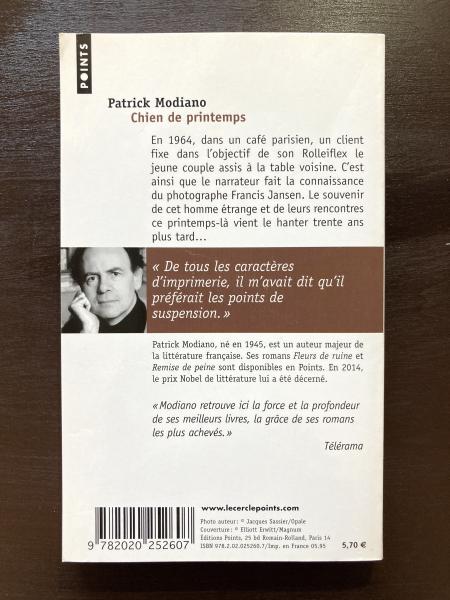 POINTS
Patrick Modiano
Chien de printemps
En 1964, dans un café parisien, un client
fixe dans l'objectif de son Rolleiflex le
jeune couple assis à la table voisine. C'est
ainsi que le narrateur fait la connaissance
du photographe Francis Jansen. Le souvenir
de cet homme étrange et de leurs rencontres
ce printemps-là vient le hanter trente ans
plus tard…
« De tous les caractères
d'imprimerie, il m'avait dit qu'il
préférait les points de
suspension. »
Patrick Modiano, né en 1945, est un auteur majeur de
la littérature française. Ses romans Fleurs de ruine et
Remise de peine sont disponibles en Points. En 2014,
le prix Nobel de littérature lui a été décerné.
« Modiano retrouve ici la force et la profondeur
de ses meilleurs livres, la grâce de ses romans
les plus achevés. »
Télérama
www.lecerclepoints.com
Photo auteur : © Jacques Sassier/Opale
Couverture : © Elliott Erwitt/Magnum
Éditions Points, 25 bd Romain-Rolland, Paris 14
ISBN 978.2.02.025260.7/Imp. en France 05.95
5,70 €
9 782020 252607